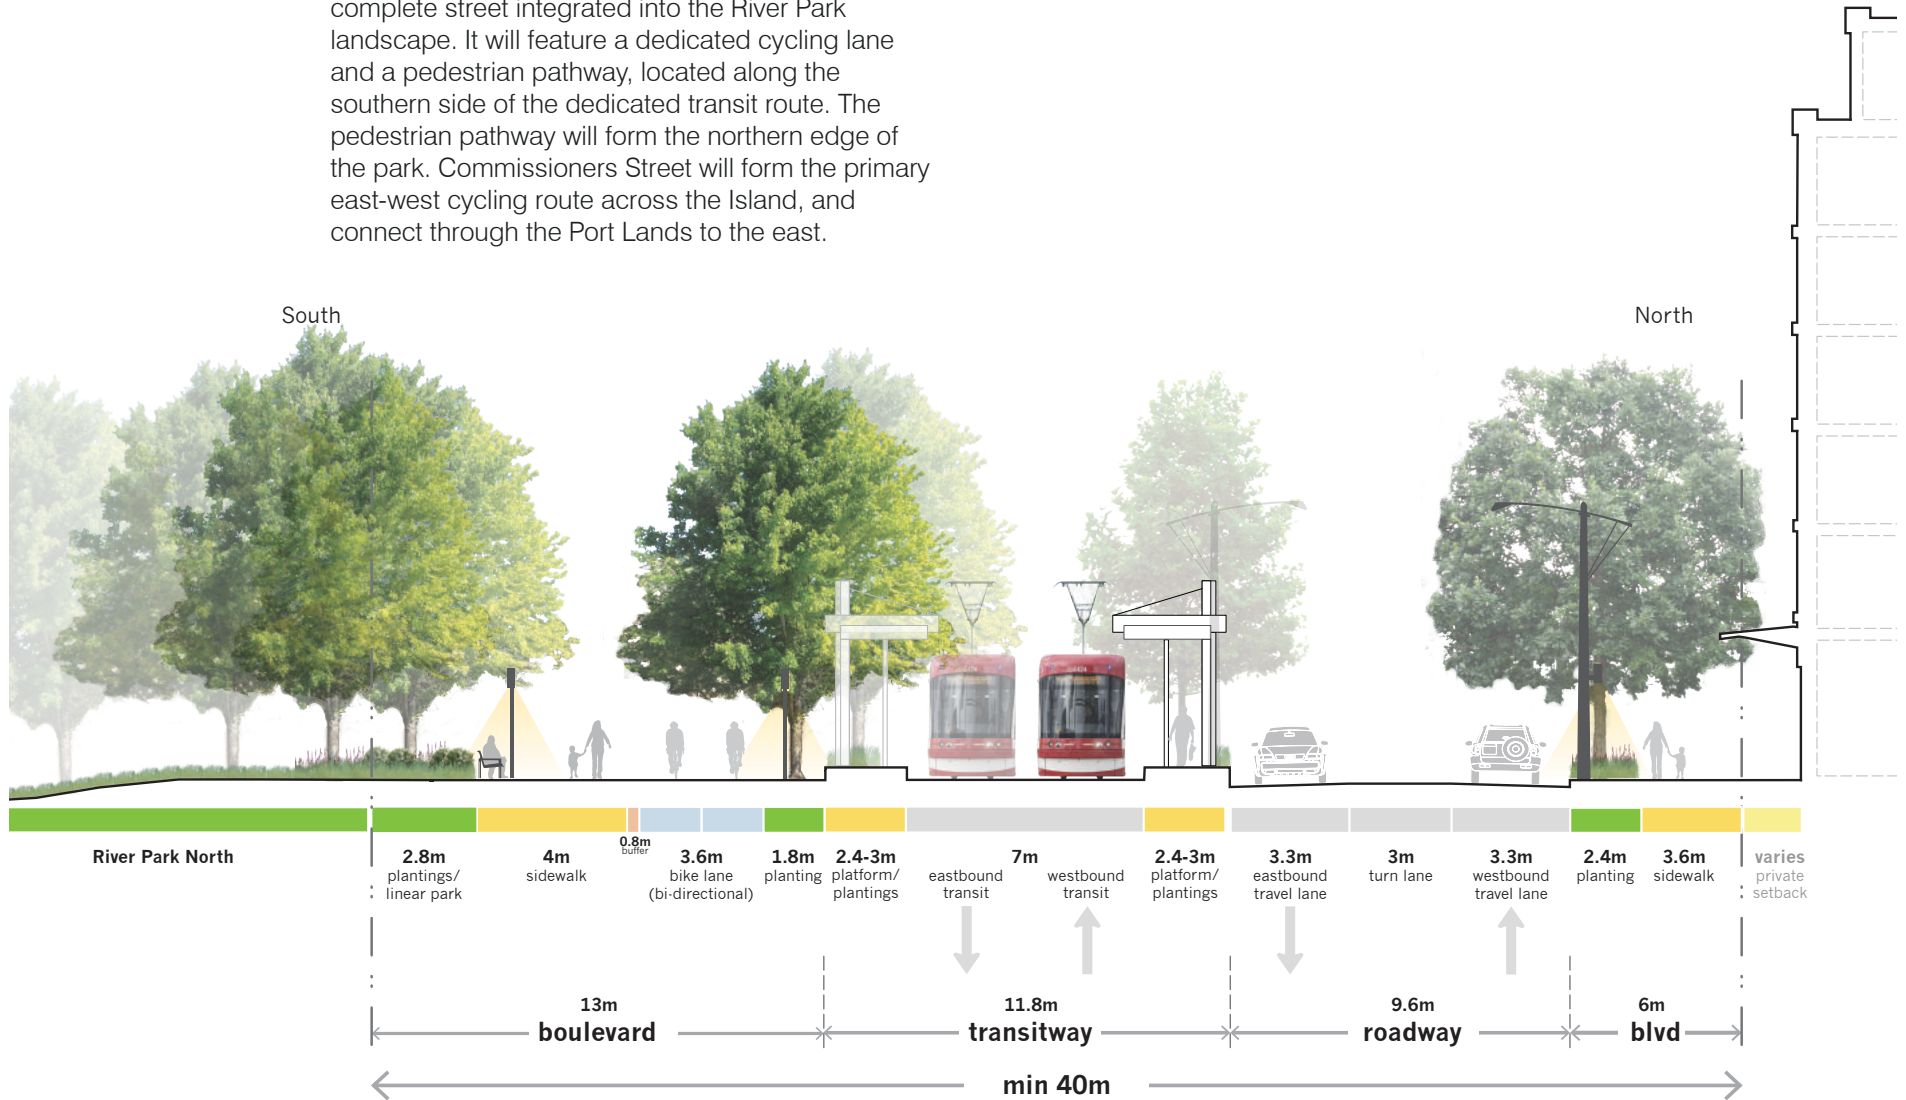 complete street integrated into the River Park
landscape. It will feature a dedicated cycling lane
and a pedestrian pathway, located along the
southern side of the dedicated transit route. The
pedestrian pathway will form the northern edge of
the park. Commissioners Street will form the primary
east-west cycling route across the Island, and
connect through the Port Lands to the east.
South
North
River Park North
2.8m
plantings/
linear park
4m
sidewalk
0.8m
buffer
3.6m
bike lane
(bi-directional)
1.8m
planting
2.4-3m
platform/
plantings
7m
eastbound
transit
westbound
transit
2.4-3m
platform/
plantings
3.3m
eastbound
travel lane
3m
turn lane
3.3m
westbound
travel lane
2.4m
planting
3.6m
sidewalk
varies
private
setback
13m
boulevard
11.8m
transitway
9.6m
roadway
6m
blvd
min 40m